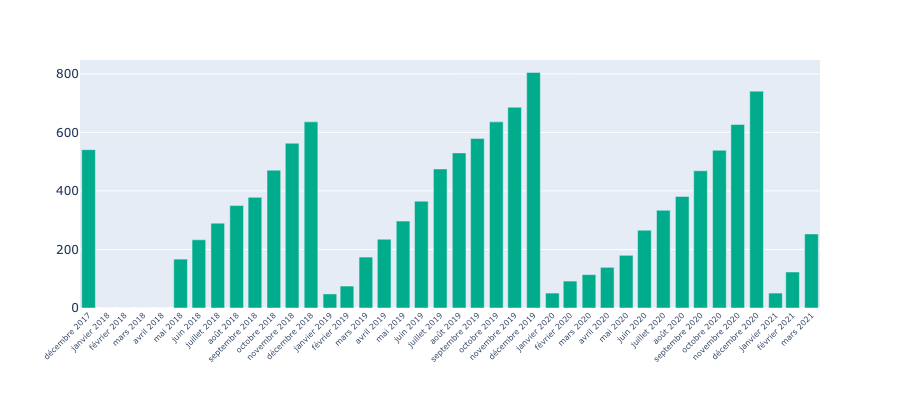 800
600
400
200
0
décembre 2017
janvier 2018
février 2018
mars 2018
avril 2018
mai 2018
juin 2018
juillet 2018
août 2018
septembre 2018
octobre 2018
novembre 2018
décembre 2018
janvier 2019
février 2019
mars 2019
avril 2019
mai 2019
juin 2019
juillet 2019
août 2019
septembre 2019
octobre 2019
novembre 2019
décembre 2019
janvier 2020
février 2020
mars 2020
avril 2020
mai 2020
juin 2020
juillet 2020
août 2020
septembre 2020
octobre 2020
novembre 2020
décembre 2020
janvier 2021
février 2021
mars 2021